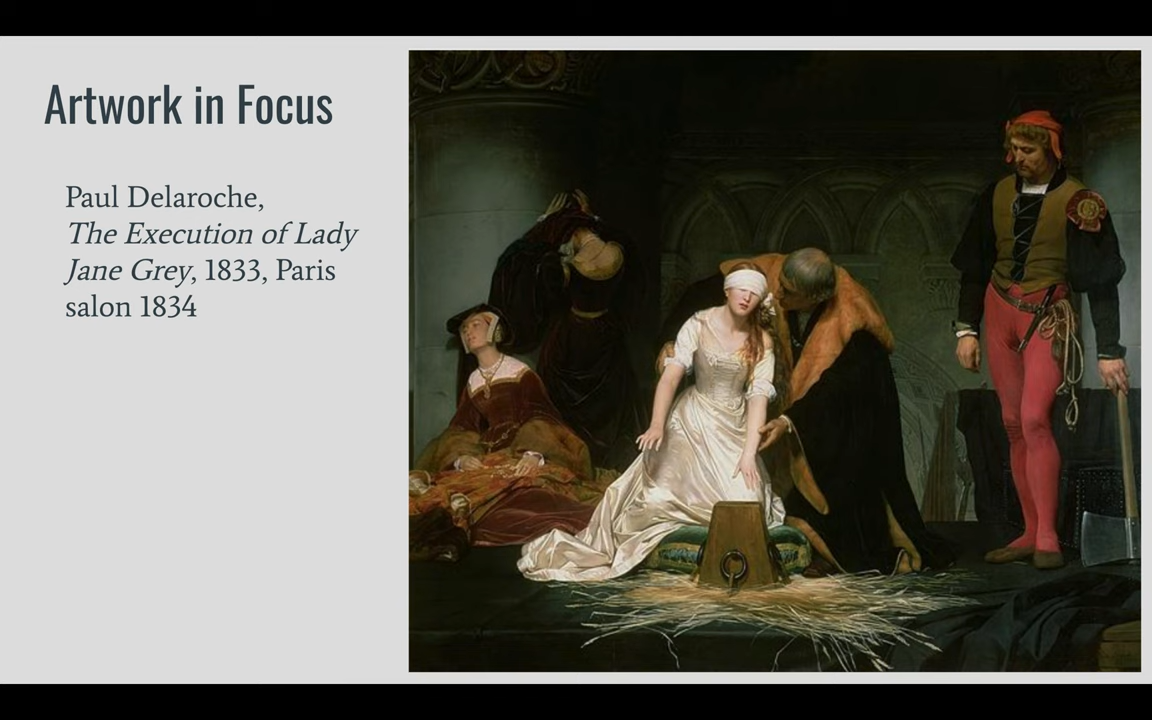 Artwork in Focus
Paul Delaroche,
The Execution of Lady
Jane Grey, 1833, Paris
salon 1834